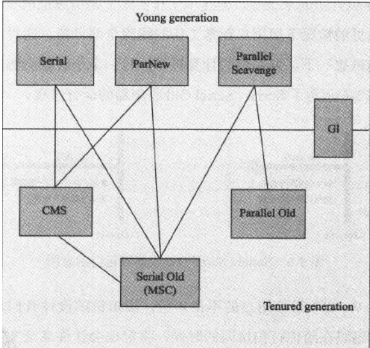 Young generation
Serial
ParNew
Parallel
Scavenge
G1
CMS
Parallel Old
Serial Old
(MSC)
Tenured generation